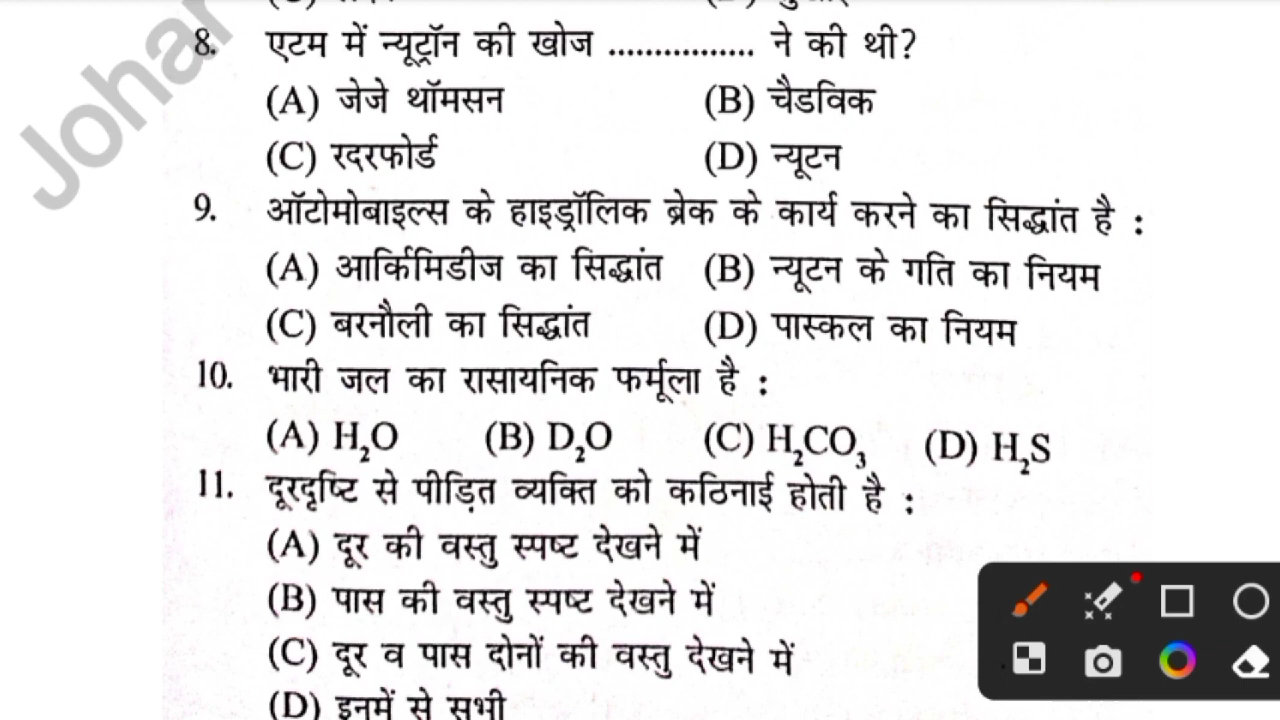 Johar
8. एटम में न्यूट्रॉन की खोज ................ ने की थी?
(A) जेजे थॉमसन (B) चैडविक
(C) रदरफोर्ड (D) न्यूटन
9. ऑटोमोबाइल्स के हाइड्रॉलिक ब्रेक के कार्य करने का सिद्धांत है :
(A) आर्किमिडीज का सिद्धांत (B) न्यूटन के गति का नियम
(C) बरनौली का सिद्धांत (D) पास्कल का नियम
10. भारी जल का रासायनिक फर्मूला है :
(A) H₂O (B) D₂O (C) H₂CO₃ (D) H₂S
11. दूरदृष्टि से पीड़ित व्यक्ति को कठिनाई होती है :
(A) दूर की वस्तु स्पष्ट देखने में
(B) पास की वस्तु स्पष्ट देखने में
(C) दूर व पास दोनों की वस्तु देखने में
(D) इनमें से सभी